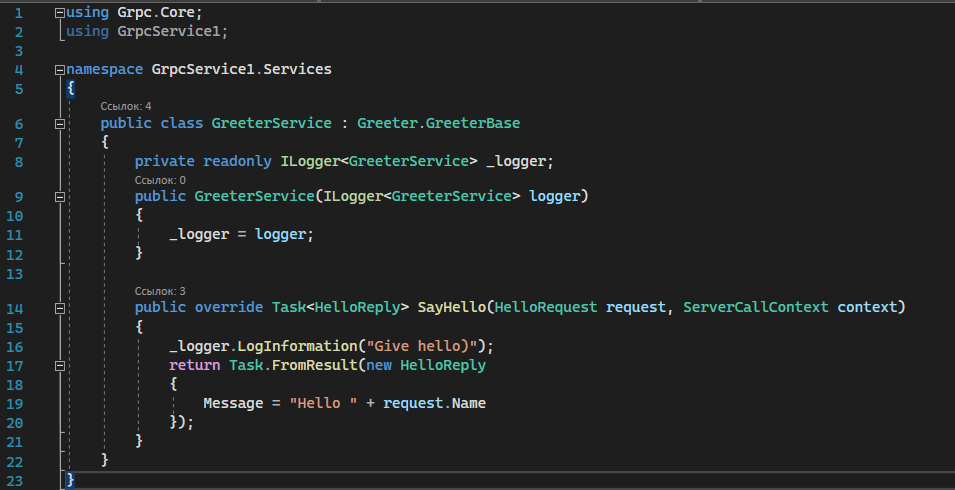 1 using Grpc.Core;
2 using GrpcService1;
3
4 namespace GrpcService1.Services
5 {
Ссылок: 4
6 public class GreeterService : Greeter.GreeterBase
7 {
8 private readonly ILogger<GreeterService> _logger;
Ссылок: 0
9 public GreeterService(ILogger<GreeterService> logger)
10 {
11 _logger = logger;
12 }
13
Ссылок: 3
14 public override Task<HelloReply> SayHello(HelloRequest request, ServerCallContext context)
15 {
16 _logger.LogInformation("Give hello)");
17 return Task.FromResult(new HelloReply
18 {
19 Message = "Hello " + request.Name
20 });
21 }
22 }
23 }